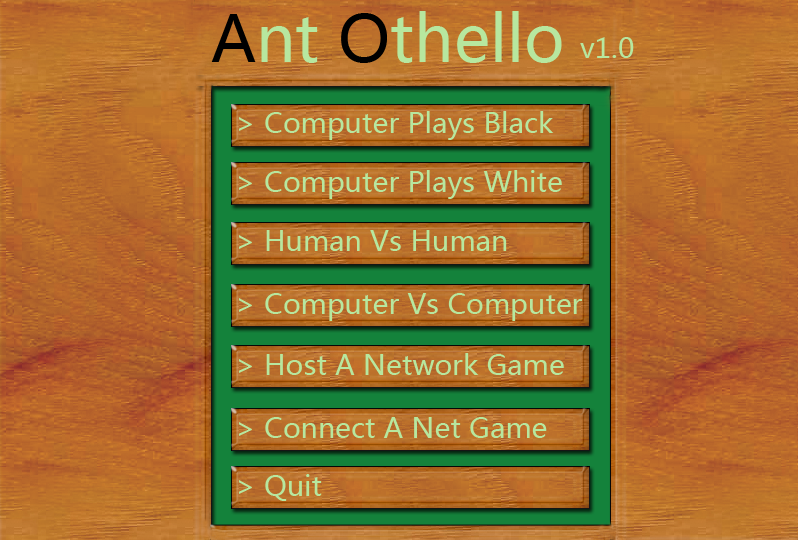 Ant Othello v1.0
> Computer Plays Black
> Computer Plays White
> Human Vs Human
> Computer Vs Computer
> Host A Network Game
> Connect A Net Game
> Quit